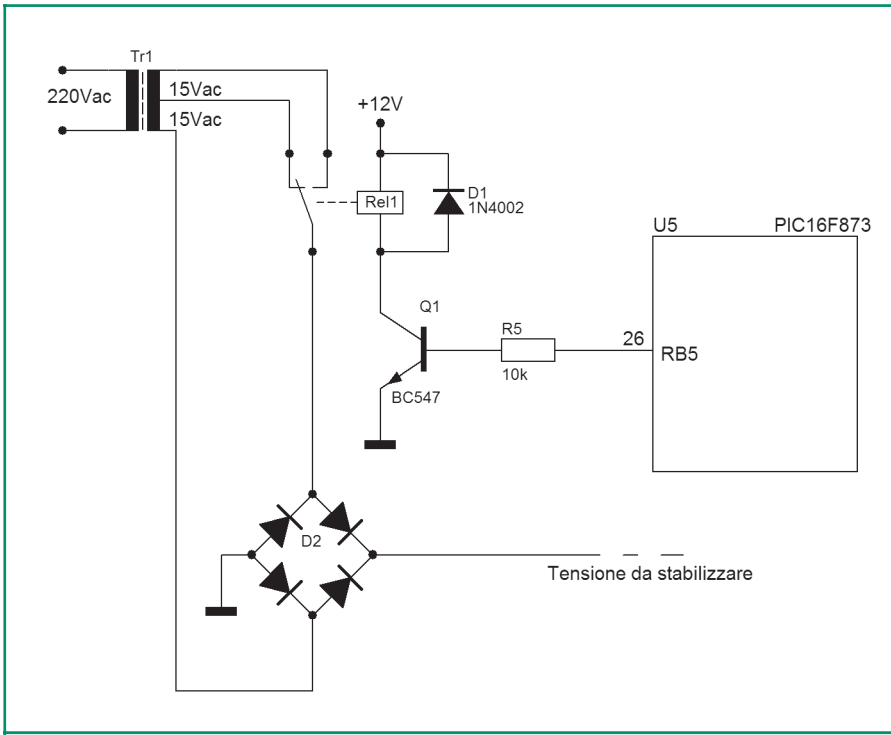 Tr1
220Vac
15Vac
15Vac
+12V
Rel1
D1
1N4002
U5
PIC16F873
Q1
R5
10k
26
RB5
BC547
D2
Tensione da stabilizzare